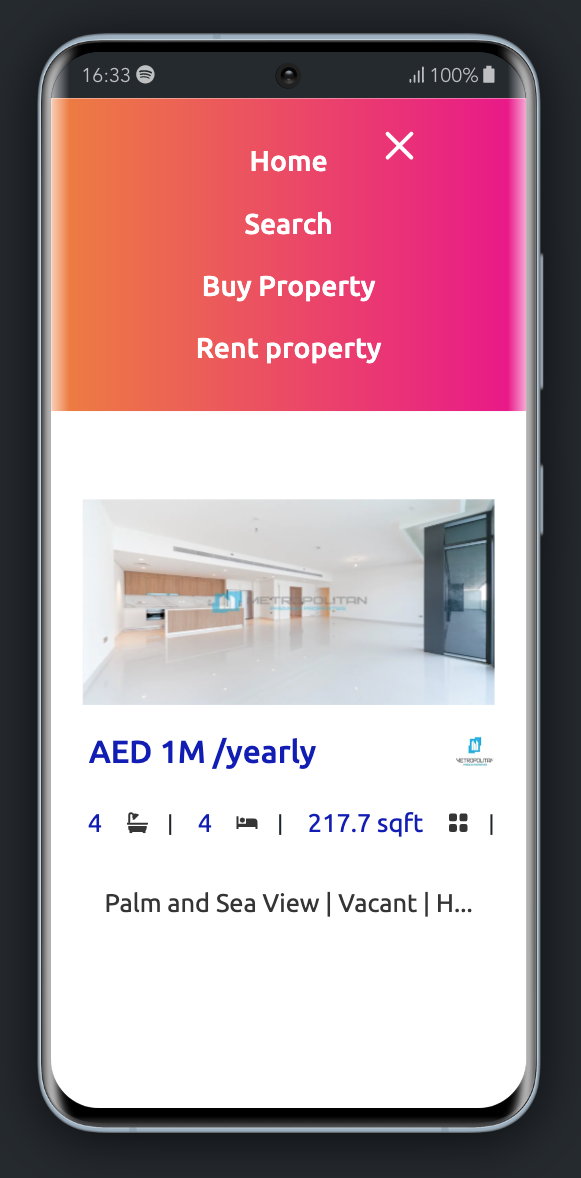 16:33
100%
Home
Search
Buy Property
Rent property
METROPOLITAN
AED 1M /yearly
METROPOLITAN
4 | 4 | 217.7 sqft |
Palm and Sea View | Vacant | H...